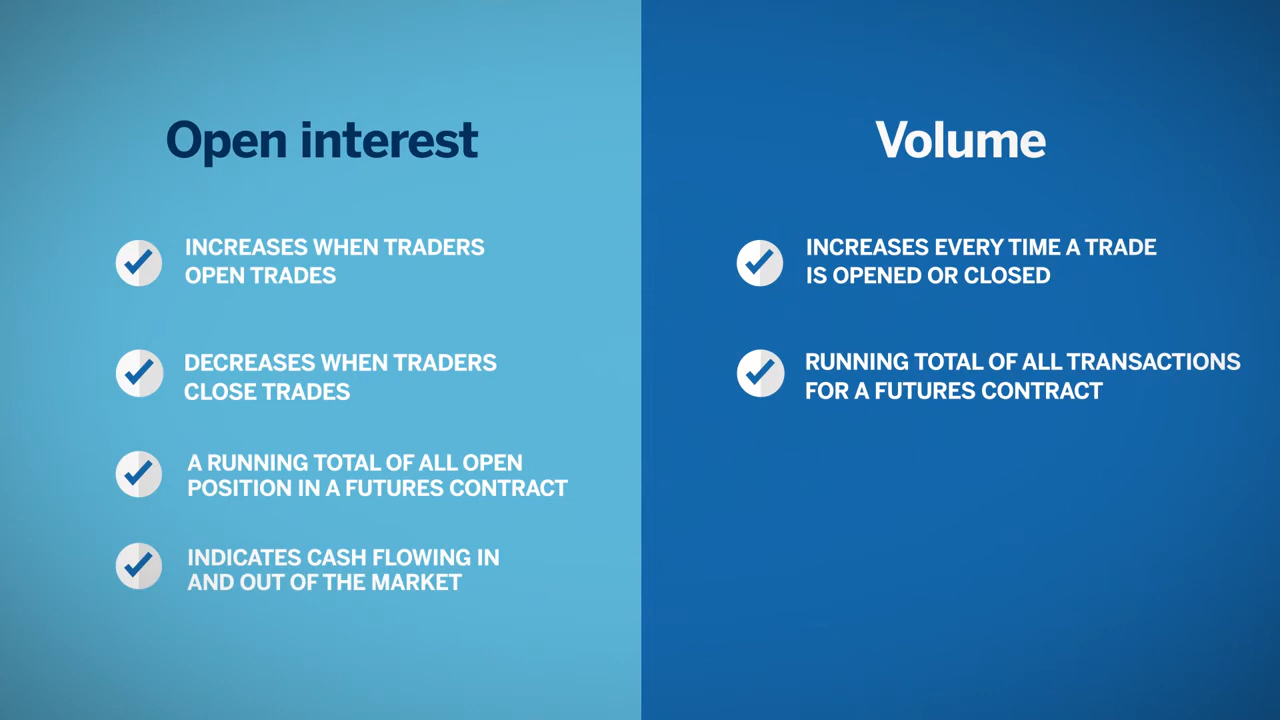 Open interest
INCREASES WHEN TRADERS
OPEN TRADES
DECREASES WHEN TRADERS
CLOSE TRADES
A RUNNING TOTAL OF ALL OPEN
POSITION IN A FUTURES CONTRACT
INDICATES CASH FLOWING IN
AND OUT OF THE MARKET
Volume
INCREASES EVERY TIME A TRADE
IS OPENED OR CLOSED
RUNNING TOTAL OF ALL TRANSACTIONS
FOR A FUTURES CONTRACT